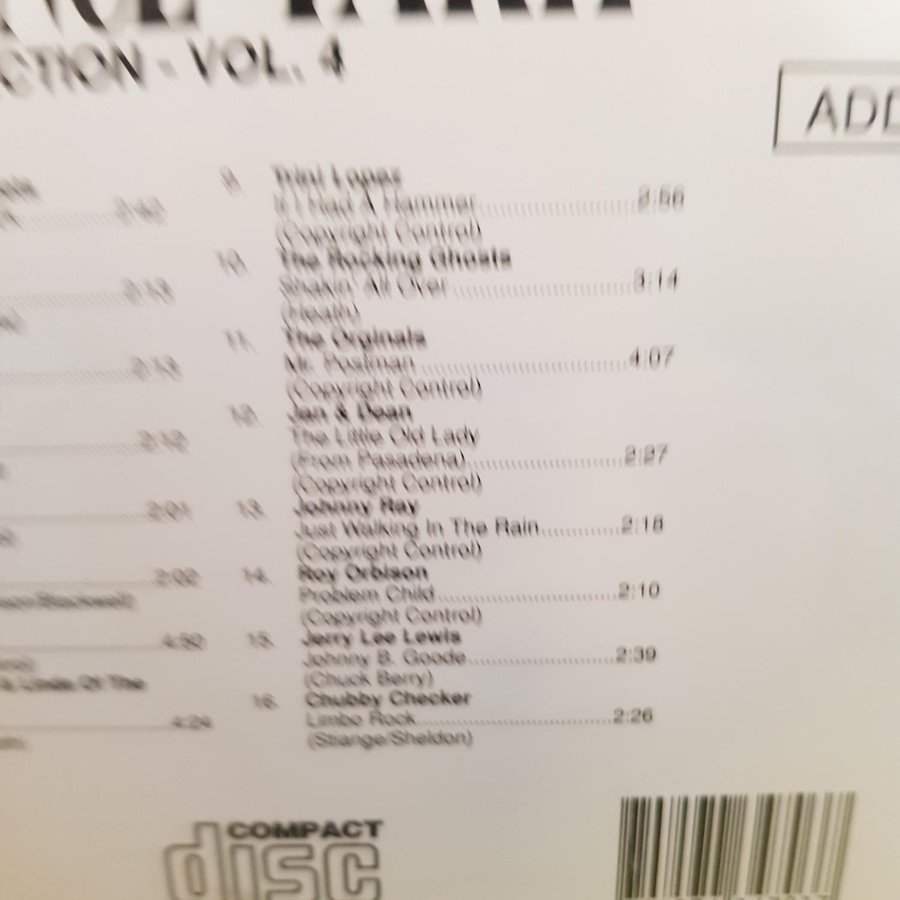 CTION - VOL. 4
ADD
2:42
2:13
2:13
2:12
2:01
2:02
4:50
Of The
4:24
9. Trini Lopez
If I Had A Hammer 2:56
(Copyright Control)
10. The Rocking Ghosts
Shakin' All Over 3:14
(Heath)
11. The Orginals
Mr. Postman 4:07
(Copyright Control)
12. Jan & Dean
The Little Old Lady
(From Pasadena) 2:27
(Copyright Control)
13. Johnny Ray
Just Walking In The Rain 2:18
(Copyright Control)
14. Roy Orbison
Problem Child 2:10
(Copyright Control)
15. Jerry Lee Lewis
Johnny B. Goode 2:39
(Chuck Berry)
16. Chubby Checker
Limbo Rock 2:26
(Strange/Sheldon)
COMPACT
disc